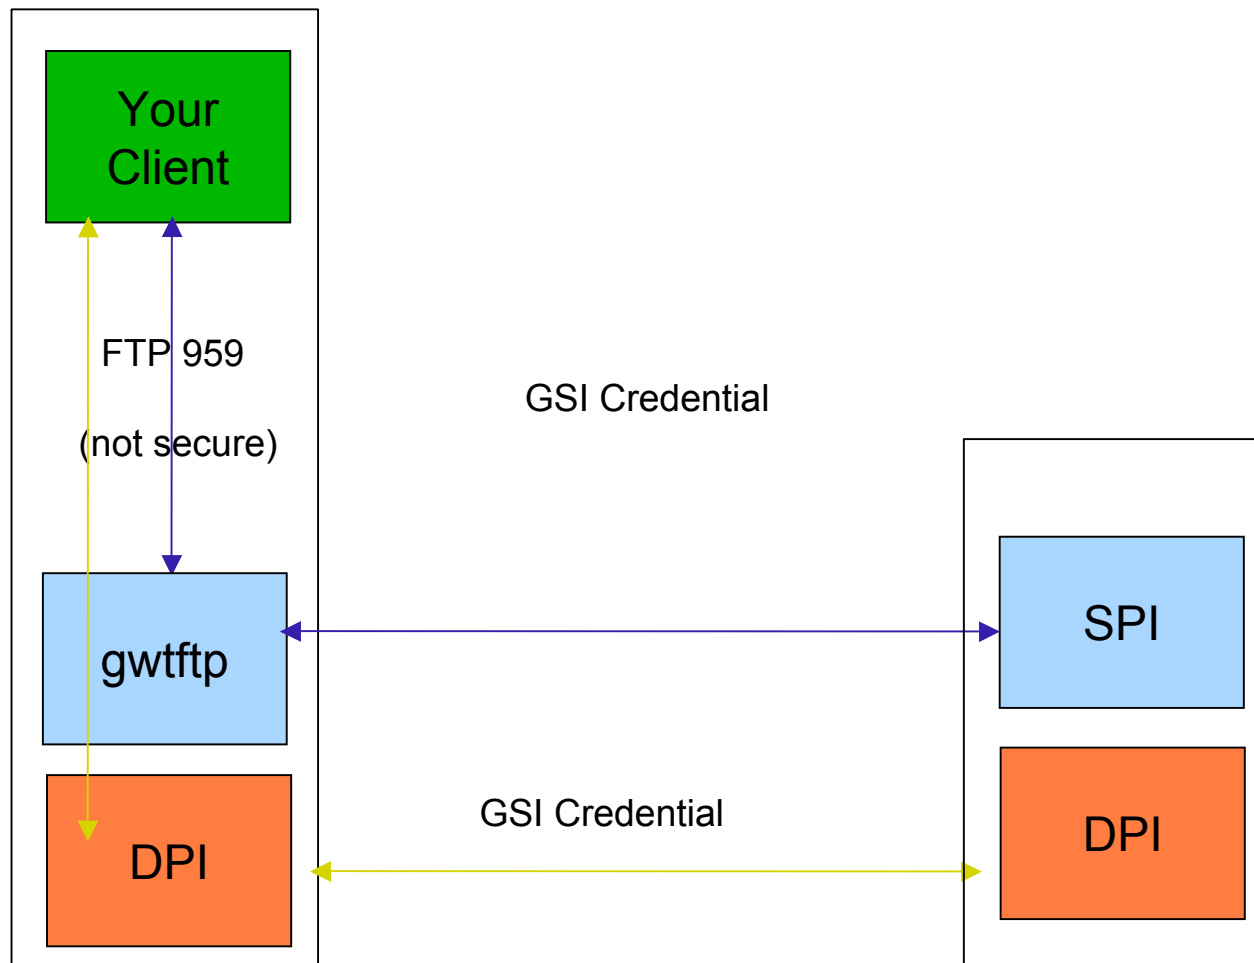 Your
Client
FTP 959
(not secure)
GSI Credential
gwtftp
SPI
GSI Credential
DPI
DPI